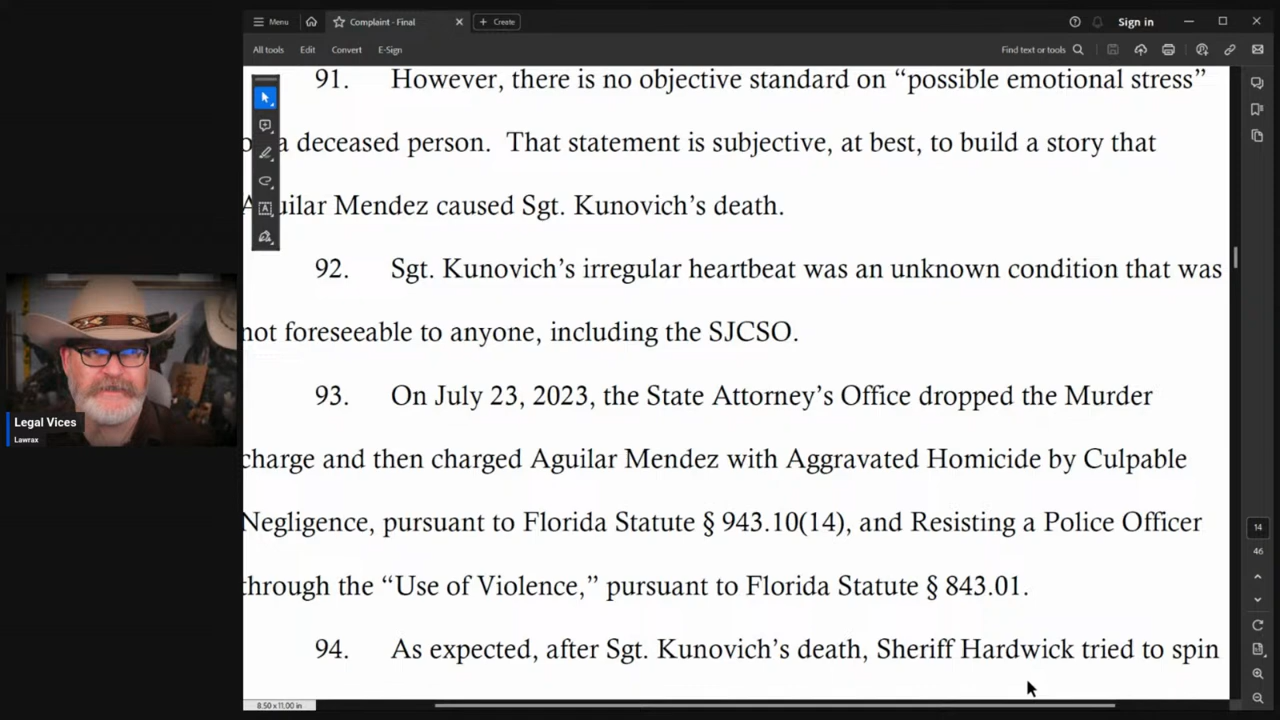 Menu
Complaint - Final
Create
Sign in
All tools
Edit
Convert
E-Sign
Find text or tools
91. However, there is no objective standard on “possible emotional stress”
a deceased person. That statement is subjective, at best, to build a story that
Mendez caused Sgt. Kunovich’s death.
92. Sgt. Kunovich’s irregular heartbeat was an unknown condition that was
not foreseeable to anyone, including the SJCSO.
93. On July 23, 2023, the State Attorney’s Office dropped the Murder
charge and then charged Aguilar Mendez with Aggravated Homicide by Culpable
Negligence, pursuant to Florida Statute § 943.10(14), and Resisting a Police Officer
through the “Use of Violence,” pursuant to Florida Statute § 843.01.
94. As expected, after Sgt. Kunovich’s death, Sheriff Hardwick tried to spin
Legal Vices
Lawrax
14
46
8.50 x 11.00 in